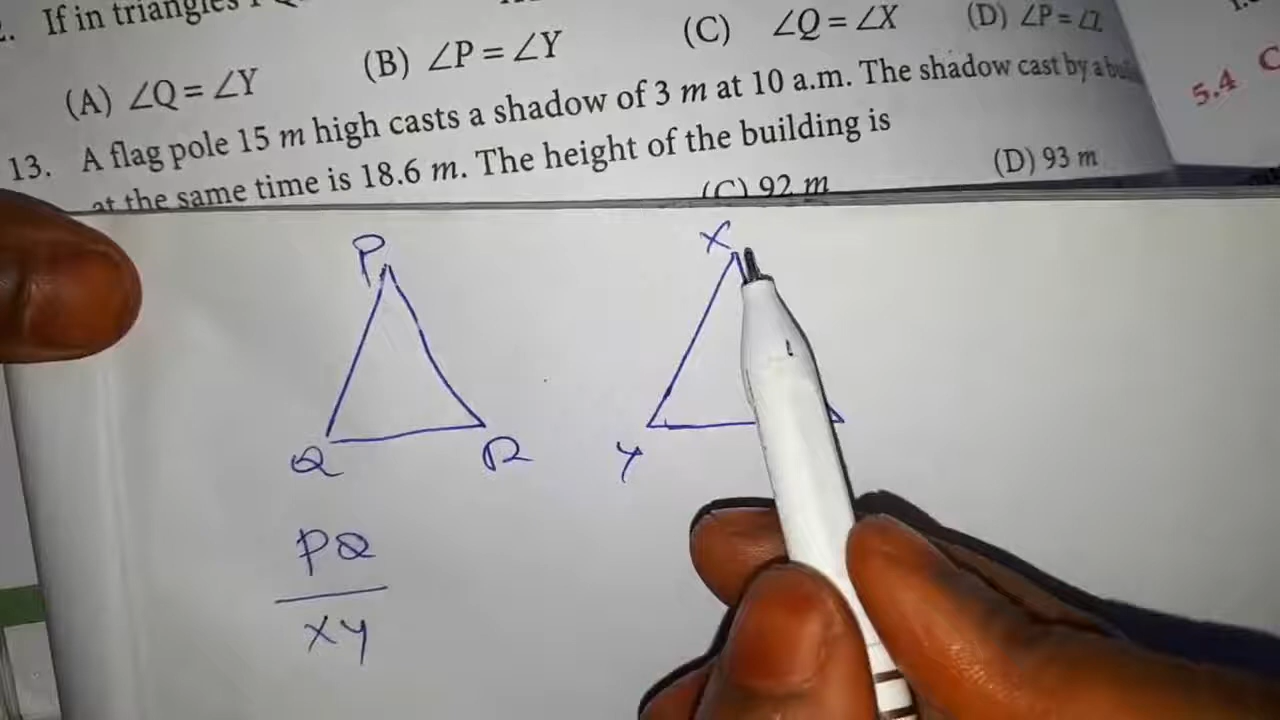 If in triangles
(A) ∠Q = ∠Y (B) ∠P = ∠Y (C) ∠Q = ∠X (D) ∠P =
13. A flag pole 15 m high casts a shadow of 3 m at 10 a.m. The shadow cast by a
at the same time is 18.6 m. The height of the building is
(C) 92 m (D) 93 m
5.4 C
P X
Q R Y
PQ
XY